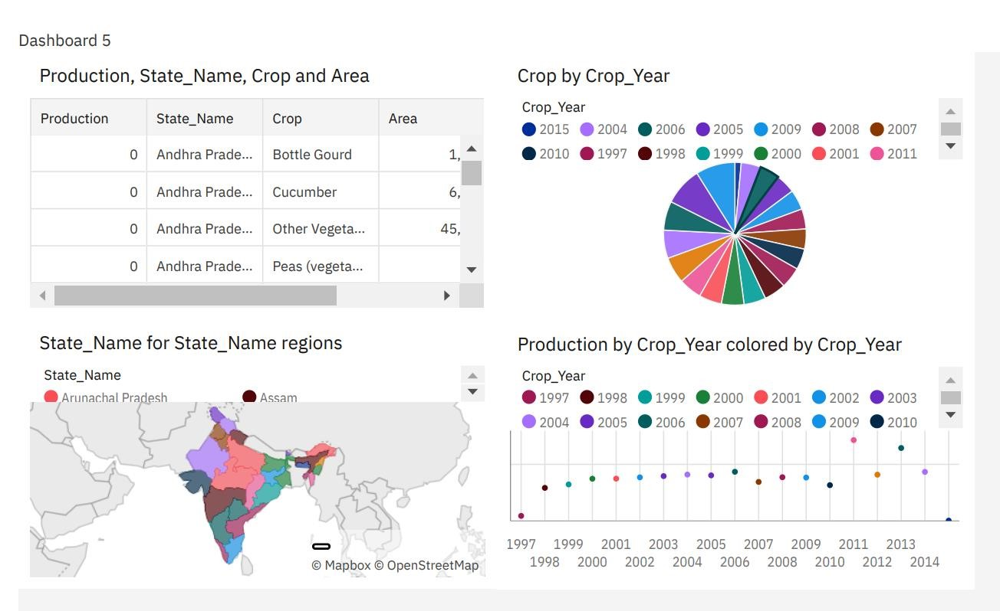 Dashboard 5
Production, State_Name, Crop and Area
Production State_Name Crop Area
0 Andhra Prade... Bottle Gourd 1,
0 Andhra Prade... Cucumber 6,
0 Andhra Prade... Other Vegeta... 45,
0 Andhra Prade... Peas (vegeta...
Crop by Crop_Year
Crop_Year
2015 2004 2006 2005 2009 2008 2007
2010 1997 1998 1999 2000 2001 2011
State_Name for State_Name regions
State_Name
Arunachal Pradesh Assam
© Mapbox © OpenStreetMap
Production by Crop_Year colored by Crop_Year
Crop_Year
1997 1998 1999 2000 2001 2002 2003
2004 2005 2006 2007 2008 2009 2010
1997 1999 2001 2003 2005 2007 2009 2011 2013
1998 2000 2002 2004 2006 2008 2010 2012 2014